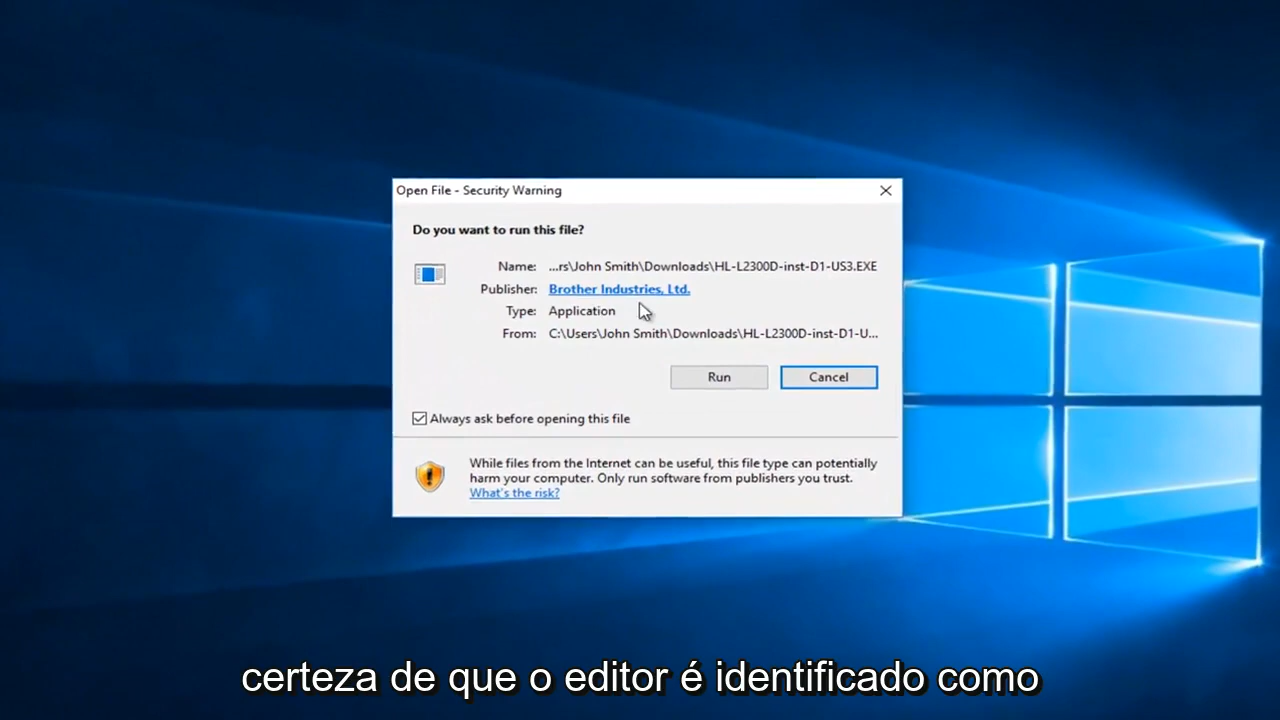 Open File - Security Warning
Do you want to run this file?
Name: ...rs\John Smith\Downloads\HL-L2300D-inst-D1-US3.EXE
Publisher: Brother Industries, Ltd.
Type: Application
From: C:\Users\John Smith\Downloads\HL-L2300D-inst-D1-U...
Run Cancel
Always ask before opening this file
While files from the Internet can be useful, this file type can potentially
harm your computer. Only run software from publishers you trust.
What's the risk?
certeza de que o editor é identificado como